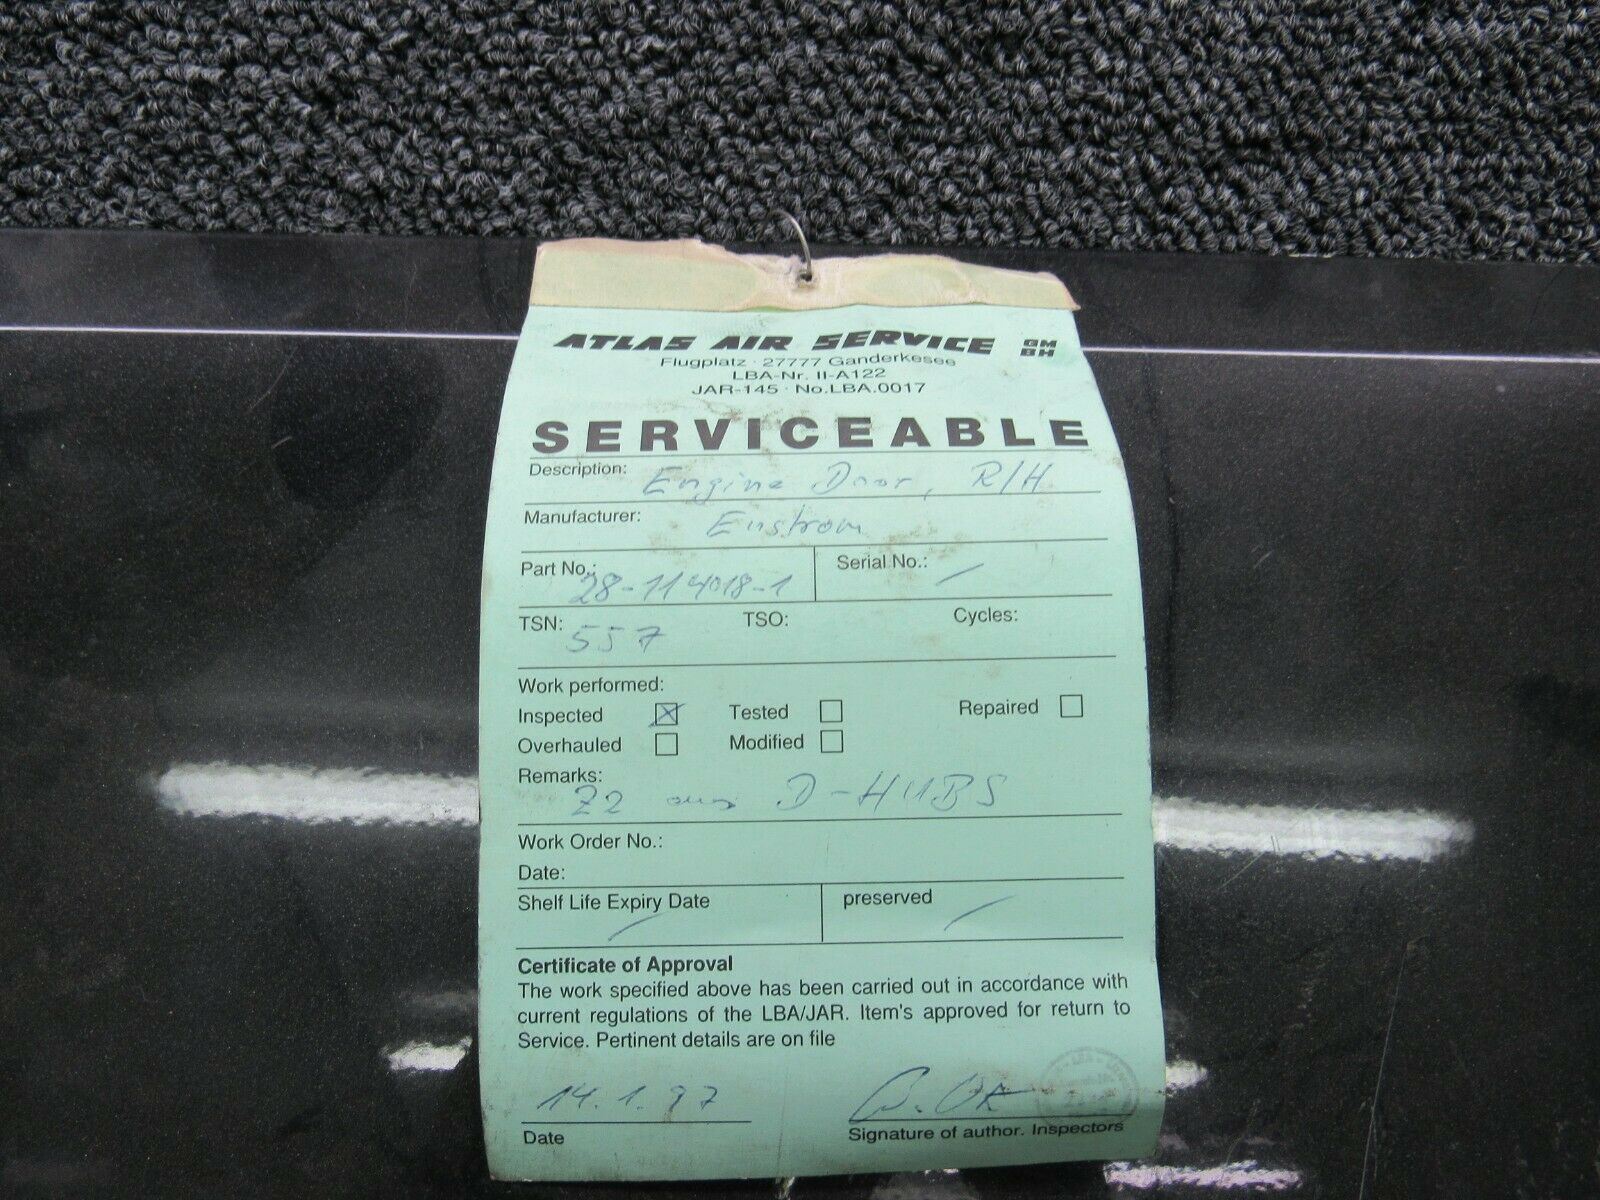 ATLAS AIR SERVICE GMBH
Flugplatz · 27777 Ganderkesee
LBA-Nr. II-A122
JAR-145 · No.LBA.0017
SERVICEABLE
Description: Engine Door, R/H
Manufacturer: Enstrom
Part No.: 28-114018-1 Serial No.: /
TSN: 557 TSO: Cycles:
Work performed:
Inspected Tested Repaired
Overhauled Modified
Remarks: 22 aus D-HUBS
Work Order No.:
Date:
Shelf Life Expiry Date / preserved /
Certificate of Approval
The work specified above has been carried out in accordance with
current regulations of the LBA/JAR. Item's approved for return to
Service. Pertinent details are on file
14.1.97
Date Signature of author. Inspectors